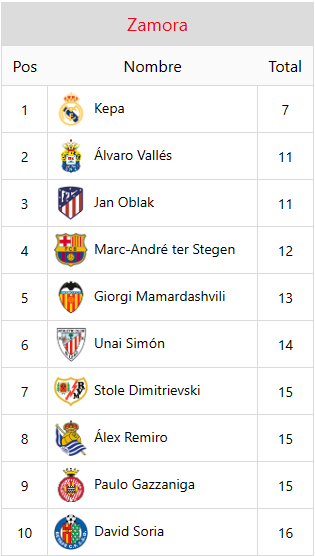 Zamora
Pos Nombre Total
1 Kepa 7
2 Álvaro Vallés 11
3 Jan Oblak 11
4 Marc-André ter Stegen 12
5 Giorgi Mamardashvili 13
6 Unai Simón 14
7 Stole Dimitrievski 15
8 Álex Remiro 15
9 Paulo Gazzaniga 15
10 David Soria 16